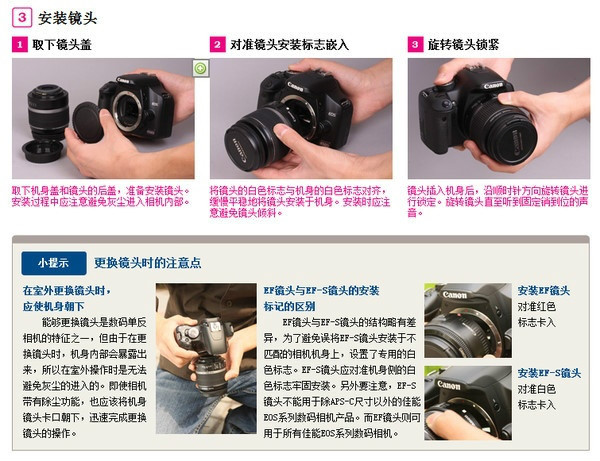 3 安装镜头
1 取下镜头盖
2 对准镜头安装标志嵌入
3 旋转镜头锁紧
Canon
Canon
Canon
取下机身盖和镜头的后盖，准备安装镜头。
安装过程中应注意避免灰尘进入相机内部。
将镜头的白色标志与机身的白色标志对齐，
缓慢平稳地将镜头安装于机身。安装时应注
意避免镜头倾斜。
镜头插入机身后，沿顺时针方向旋转镜头进
行锁定。旋转镜头直至听到固定销到位的声
音。
小提示 更换镜头时的注意点
在室外更换镜头时，
应使机身朝下
能够更换镜头是数码单反
相机的特征之一，但由于在更
换镜头时，机身内部会暴露出
来，所以在室外操作时是无法
避免灰尘的进入的。即使相机
带有除尘功能，也应该将机身
镜头卡口朝下，迅速完成更换
镜头的操作。
EF镜头与EF-S镜头的安装
标记的区别
EF镜头与EF-S镜头的结构略有差
异，为了避免误将EF-S镜头安装于不
匹配的相机机身上，设置了专用的白
色标志。EF-S镜头应对准机身侧的白
色标志牢固安装。另外要注意，EF-S
镜头不能用于除APS-C尺寸以外的佳能
EOS系列数码相机产品。而EF镜头则可
用于所有佳能EOS系列数码相机。
Canon
安装EF镜头
对准红色
标志卡入
Canon
安装EF-S镜头
对准白色
标志卡入